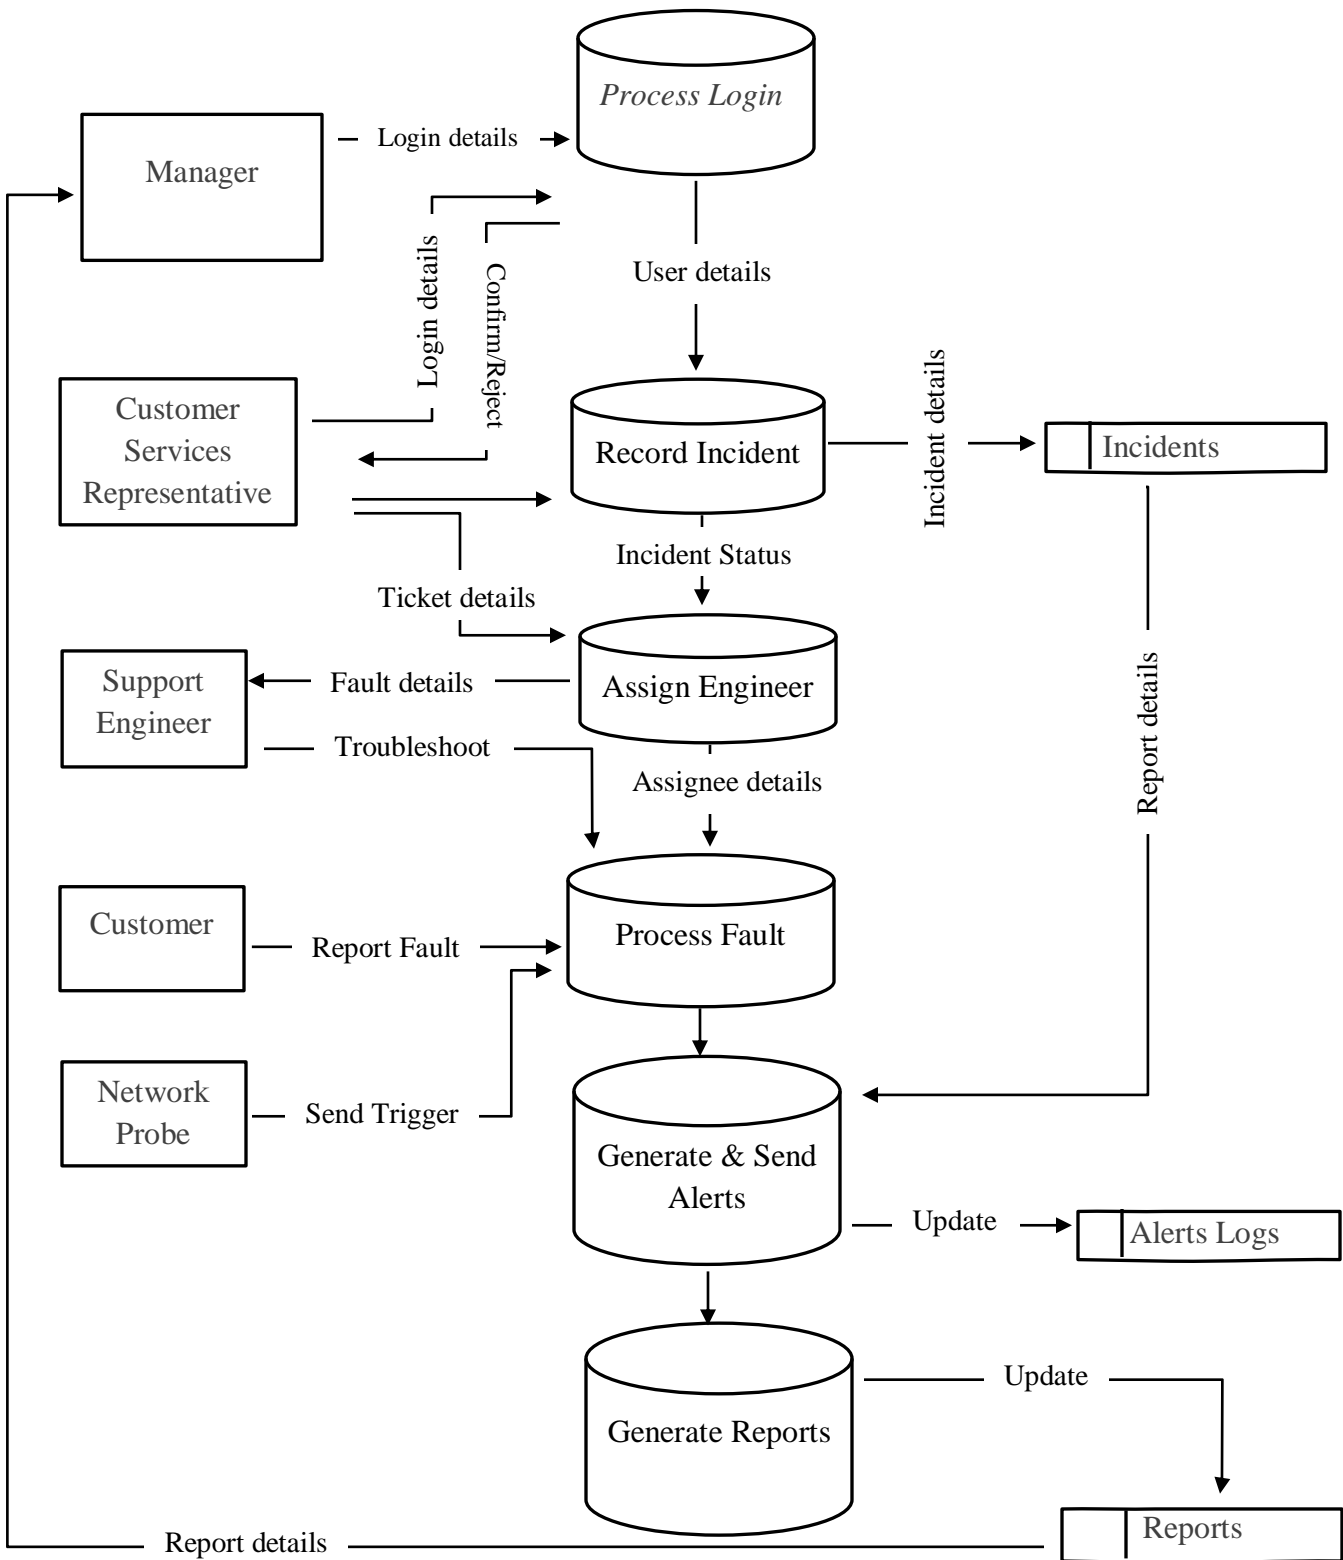 Process Login
Login details
Manager
Login details
Confirm/Reject
User details
Customer
Services
Representative
Record Incident
Incident details
Incidents
Incident Status
Ticket details
Support
Engineer
Fault details
Assign Engineer
Report details
Troubleshoot
Assignee details
Customer
Report Fault
Process Fault
Network
Probe
Send Trigger
Generate & Send
Alerts
Update
Alerts Logs
Update
Generate Reports
Report details
Reports